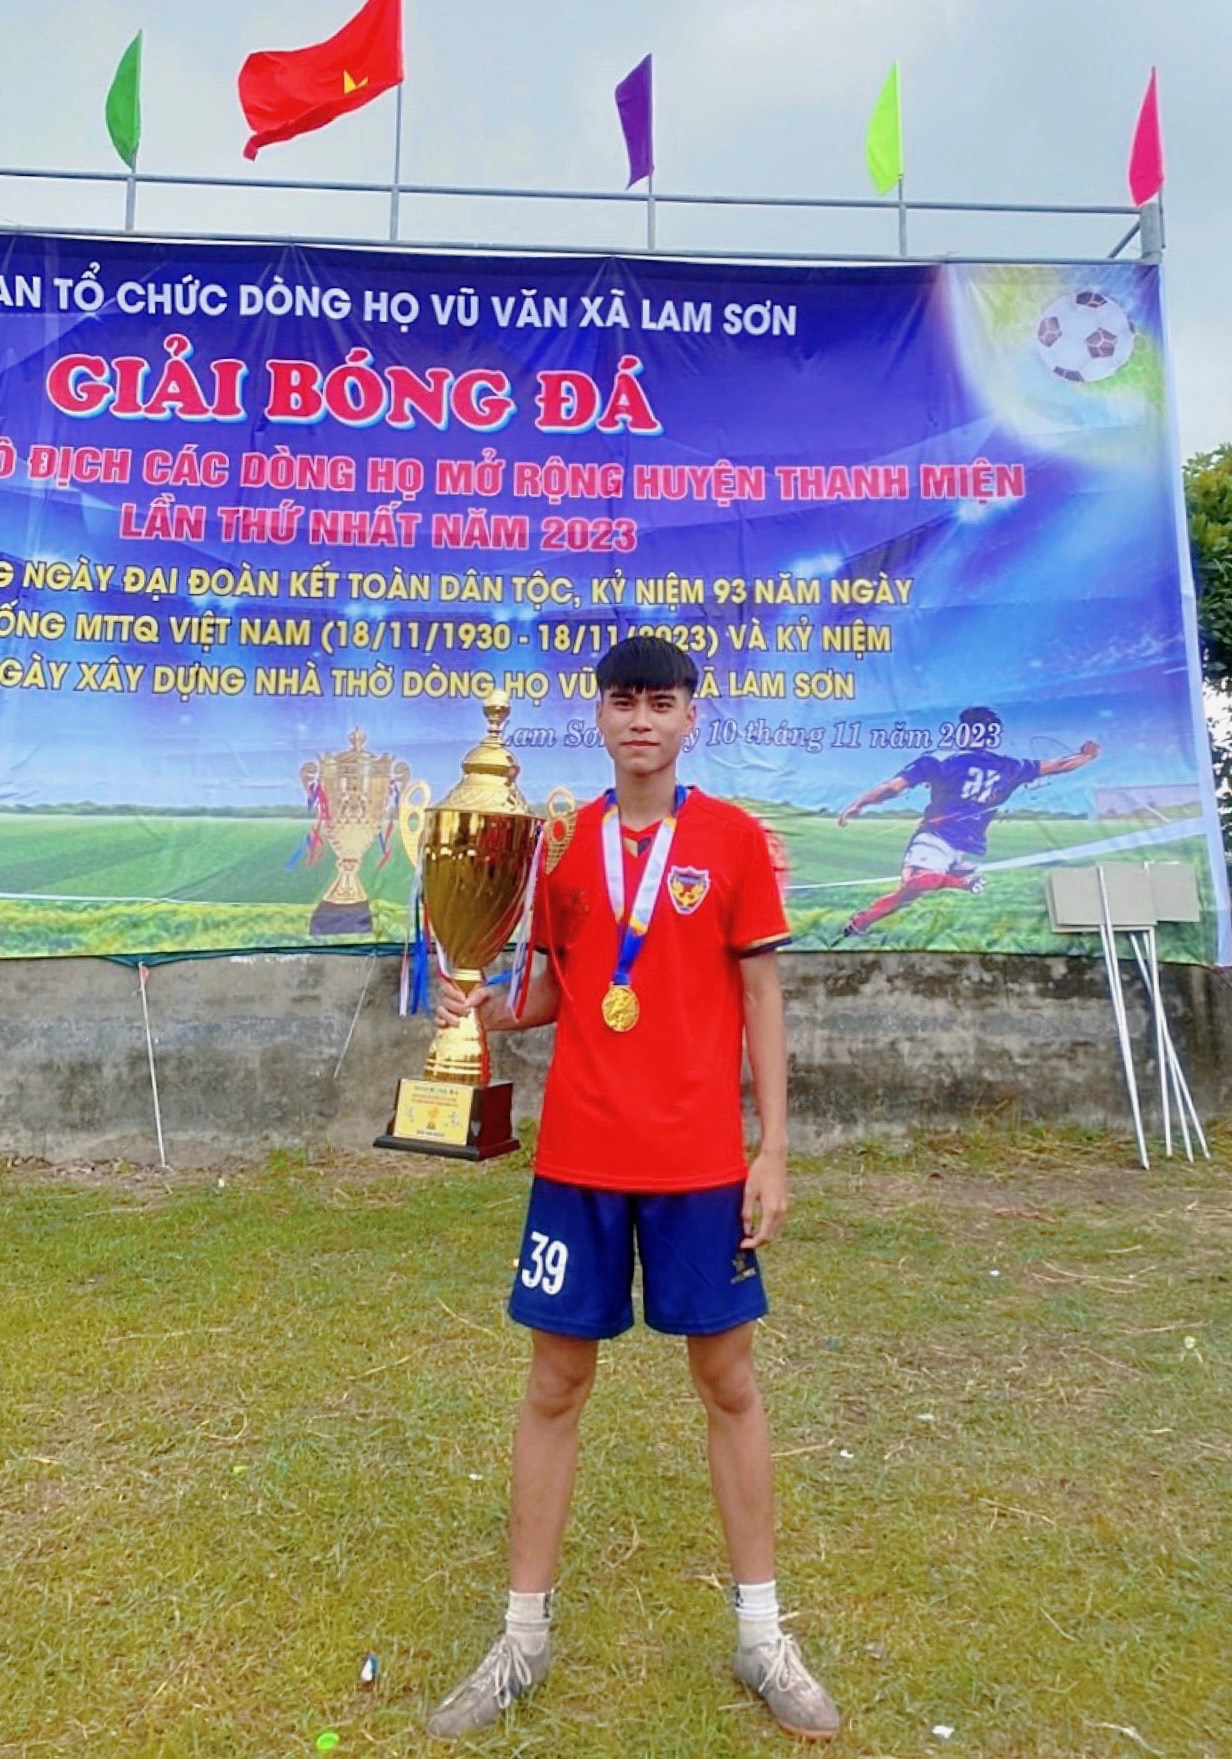 AN TỔ CHỨC DÒNG HỌ VŨ VĂN XÃ LAM SƠN
GIẢI BÓNG ĐÁ
Ô ĐỊCH CÁC DÒNG HỌ MỞ RỘNG HUYỆN THANH MIỆN
LẦN THỨ NHẤT NĂM 2023
G NGÀY ĐẠI ĐOÀN KẾT TOÀN DÂN TỘC, KỶ NIỆM 93 NĂM NGÀY
ỐNG MTTQ VIỆT NAM (18/11/1930 - 18/11/2023) VÀ KỶ NIỆM
GÀY XÂY DỰNG NHÀ THỜ DÒNG HỌ VŨ XÃ LAM SƠN
Lam Sơn y 10 tháng 11 năm 2023
39